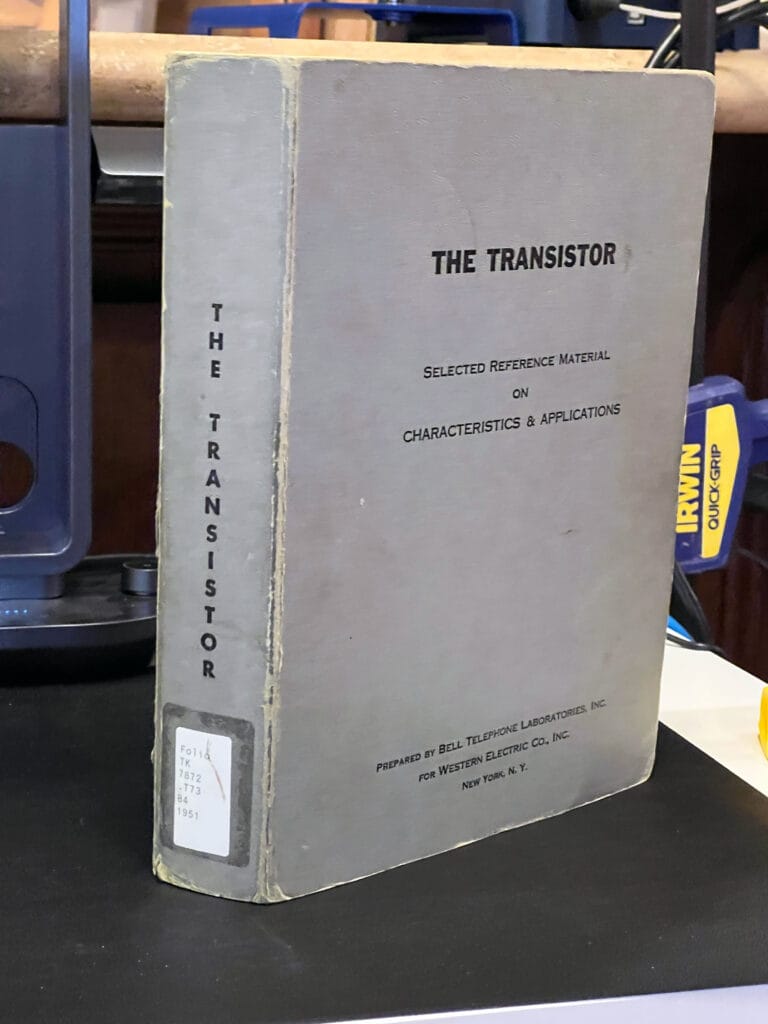 THE TRANSISTOR
THE TRANSISTOR
SELECTED REFERENCE MATERIAL
ON
CHARACTERISTICS & APPLICATIONS
PREPARED BY BELL TELEPHONE LABORATORIES, INC.
FOR WESTERN ELECTRIC CO., INC.
NEW YORK, N. Y.
Folio
TK
7872
.T73
B4
1951
IRWIN
QUICK-GRIP